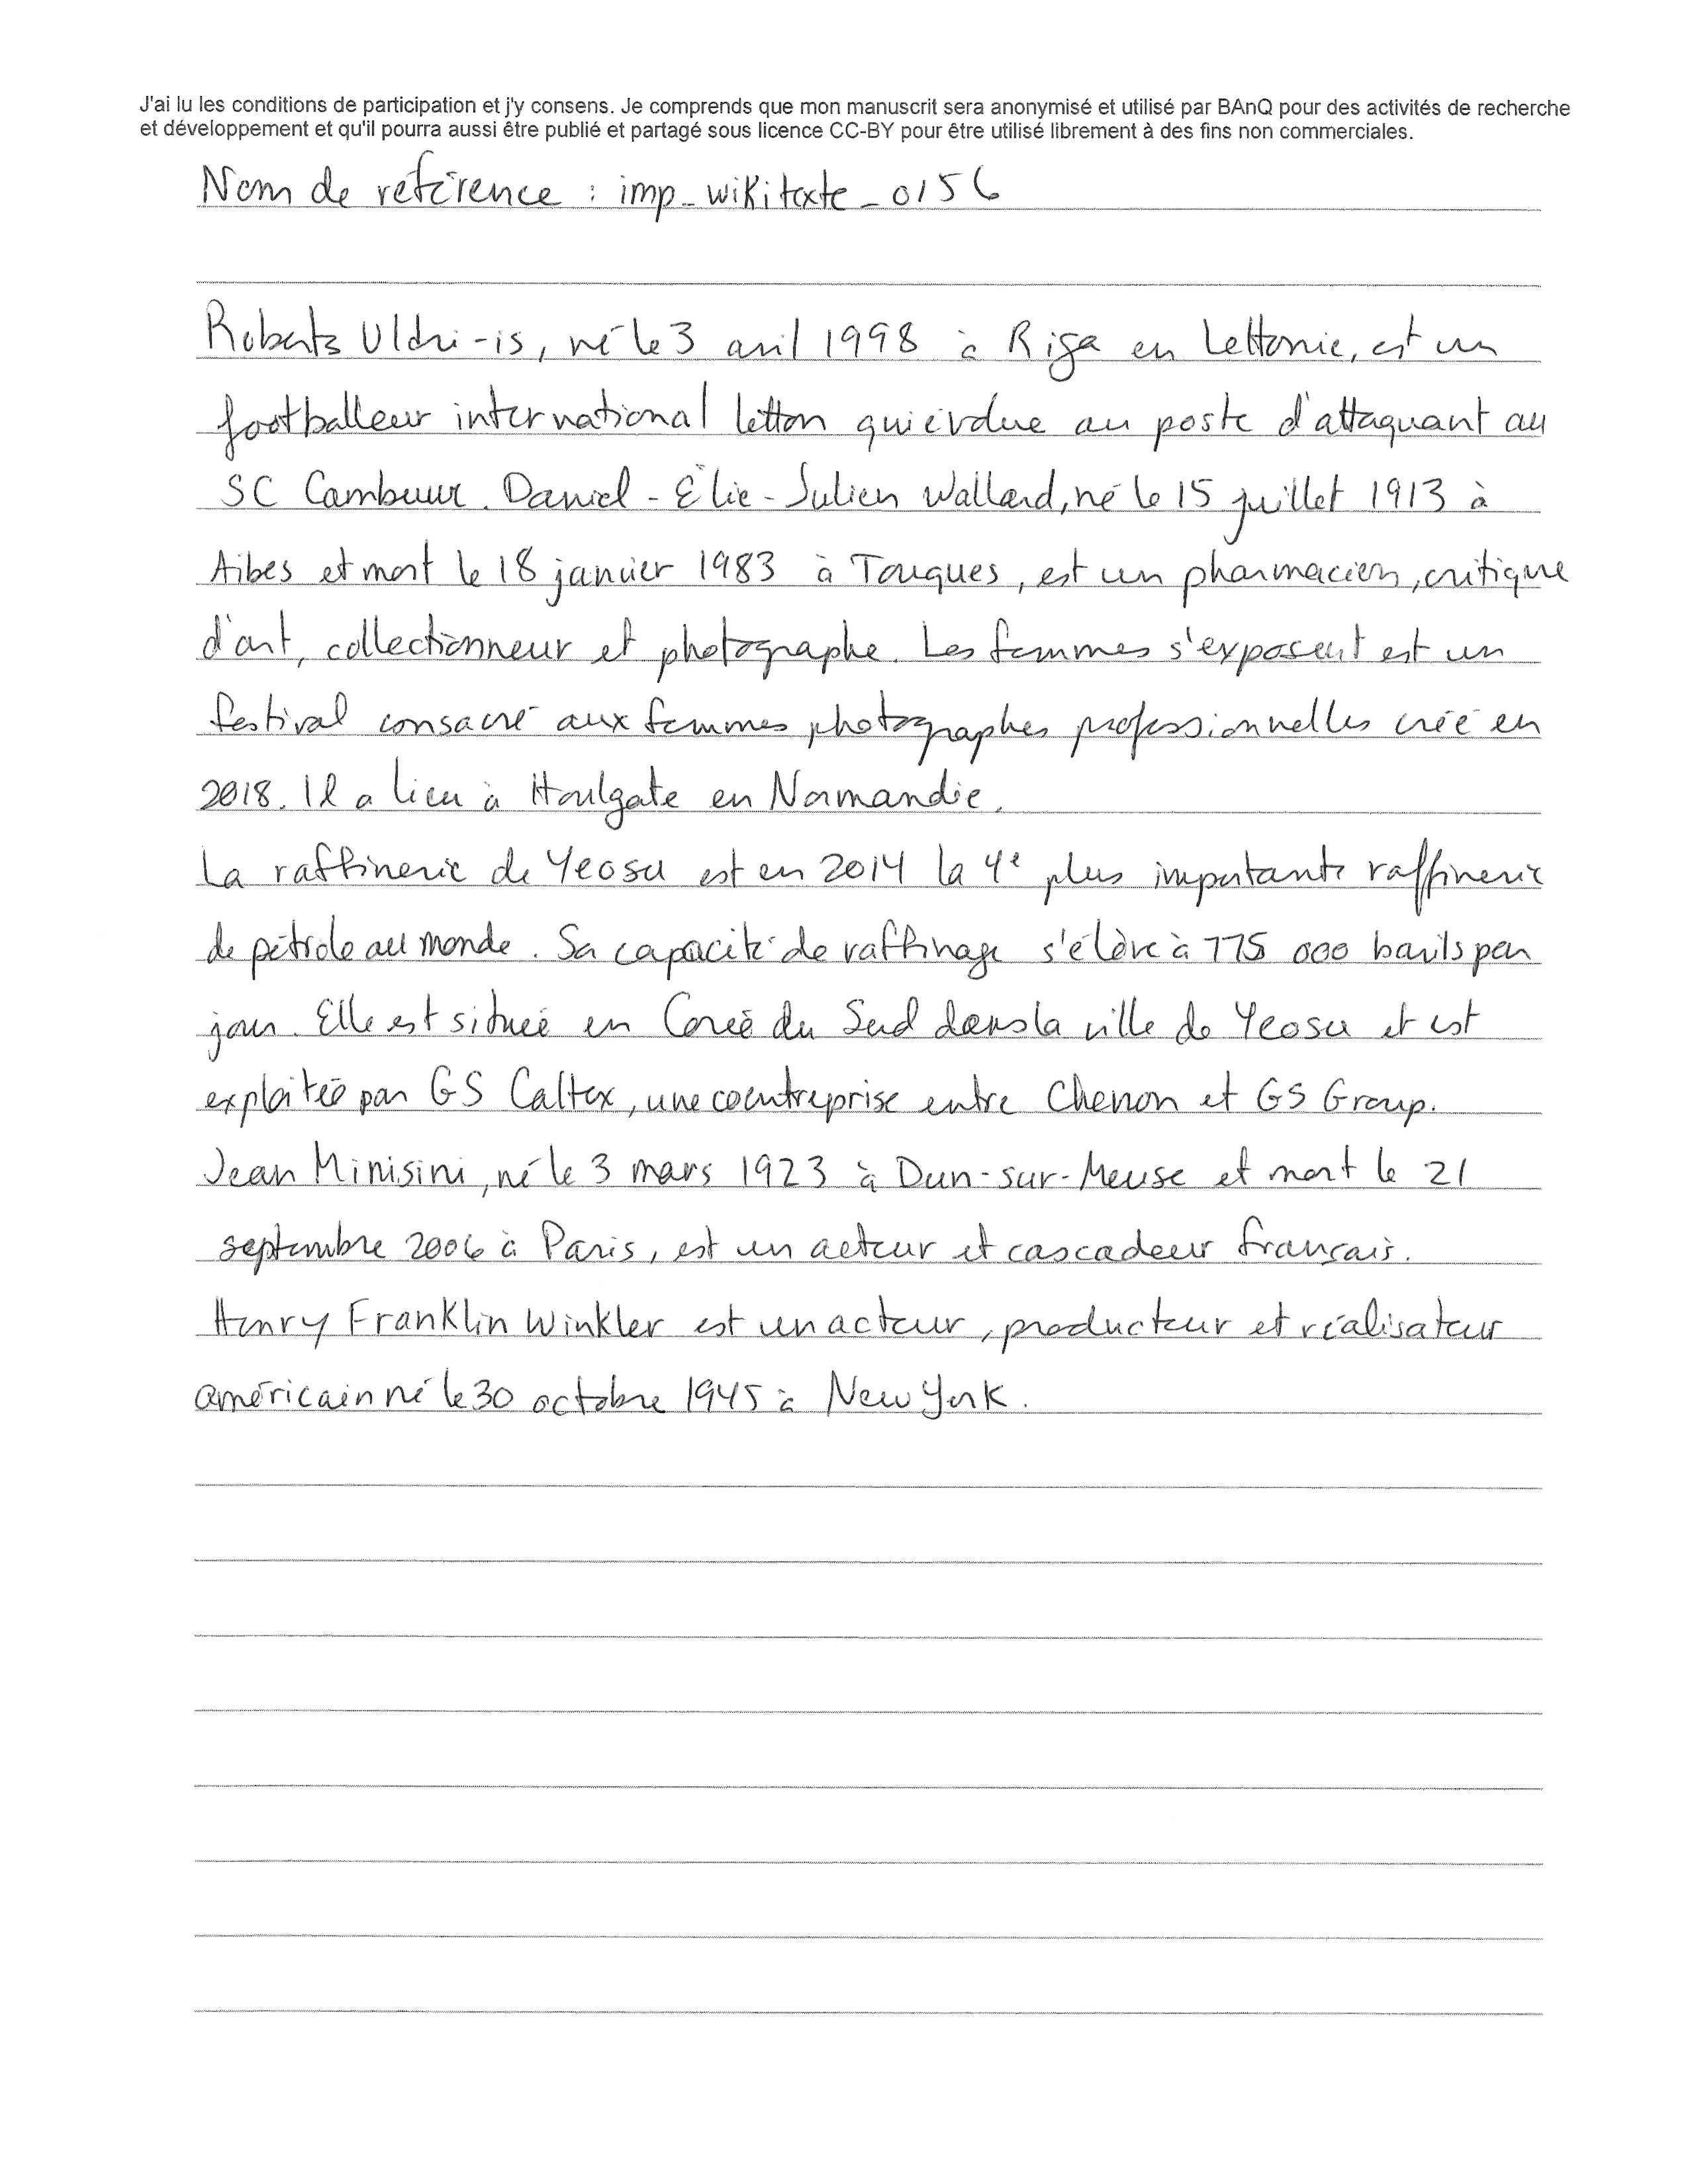 J'ai lu les conditions de participation et j'y consens. Je comprends que mon manuscrit sera anonymisé et utilisé par BAnQ pour des activités de recherche
et développement et qu'il pourra aussi être publié et partagé sous licence CC-BY pour être utilisé librement à des fins non commerciales.
Nom de référence : imp_wikitexte_0156
Roberts Uldri-is, né le 3 avril 1998 à Riga en Lettonie, est un
footballeur international letton qui évolue au poste d'attaquant au
SC Cambuur. Daniel-Élie-Julien Wallard, né le 15 juillet 1913 à
Aibes et mort le 18 janvier 1983 à Touques, est un pharmacien, critique
d'art, collectionneur et photographe. Les femmes s'exposent est un
festival consacré aux femmes photographes professionnelles créé en
2018. Il a lieu à Houlgate en Normandie.
La raffinerie de Yeosu est en 2014 la 4e plus importante raffinerie
de pétrole au monde. Sa capacité de raffinage s'élève à 775 000 barils par
jour. Elle est située en Corée du Sud dans la ville de Yeosu et est
exploitée par GS Caltex, une coentreprise entre Chevron et GS Group.
Jean Minisini, né le 3 mars 1923 à Dun-sur-Meuse et mort le 21
septembre 2006 à Paris, est un acteur et cascadeur français.
Henry Franklin Winkler est un acteur, producteur et réalisateur
américain né le 30 octobre 1945 à New York.